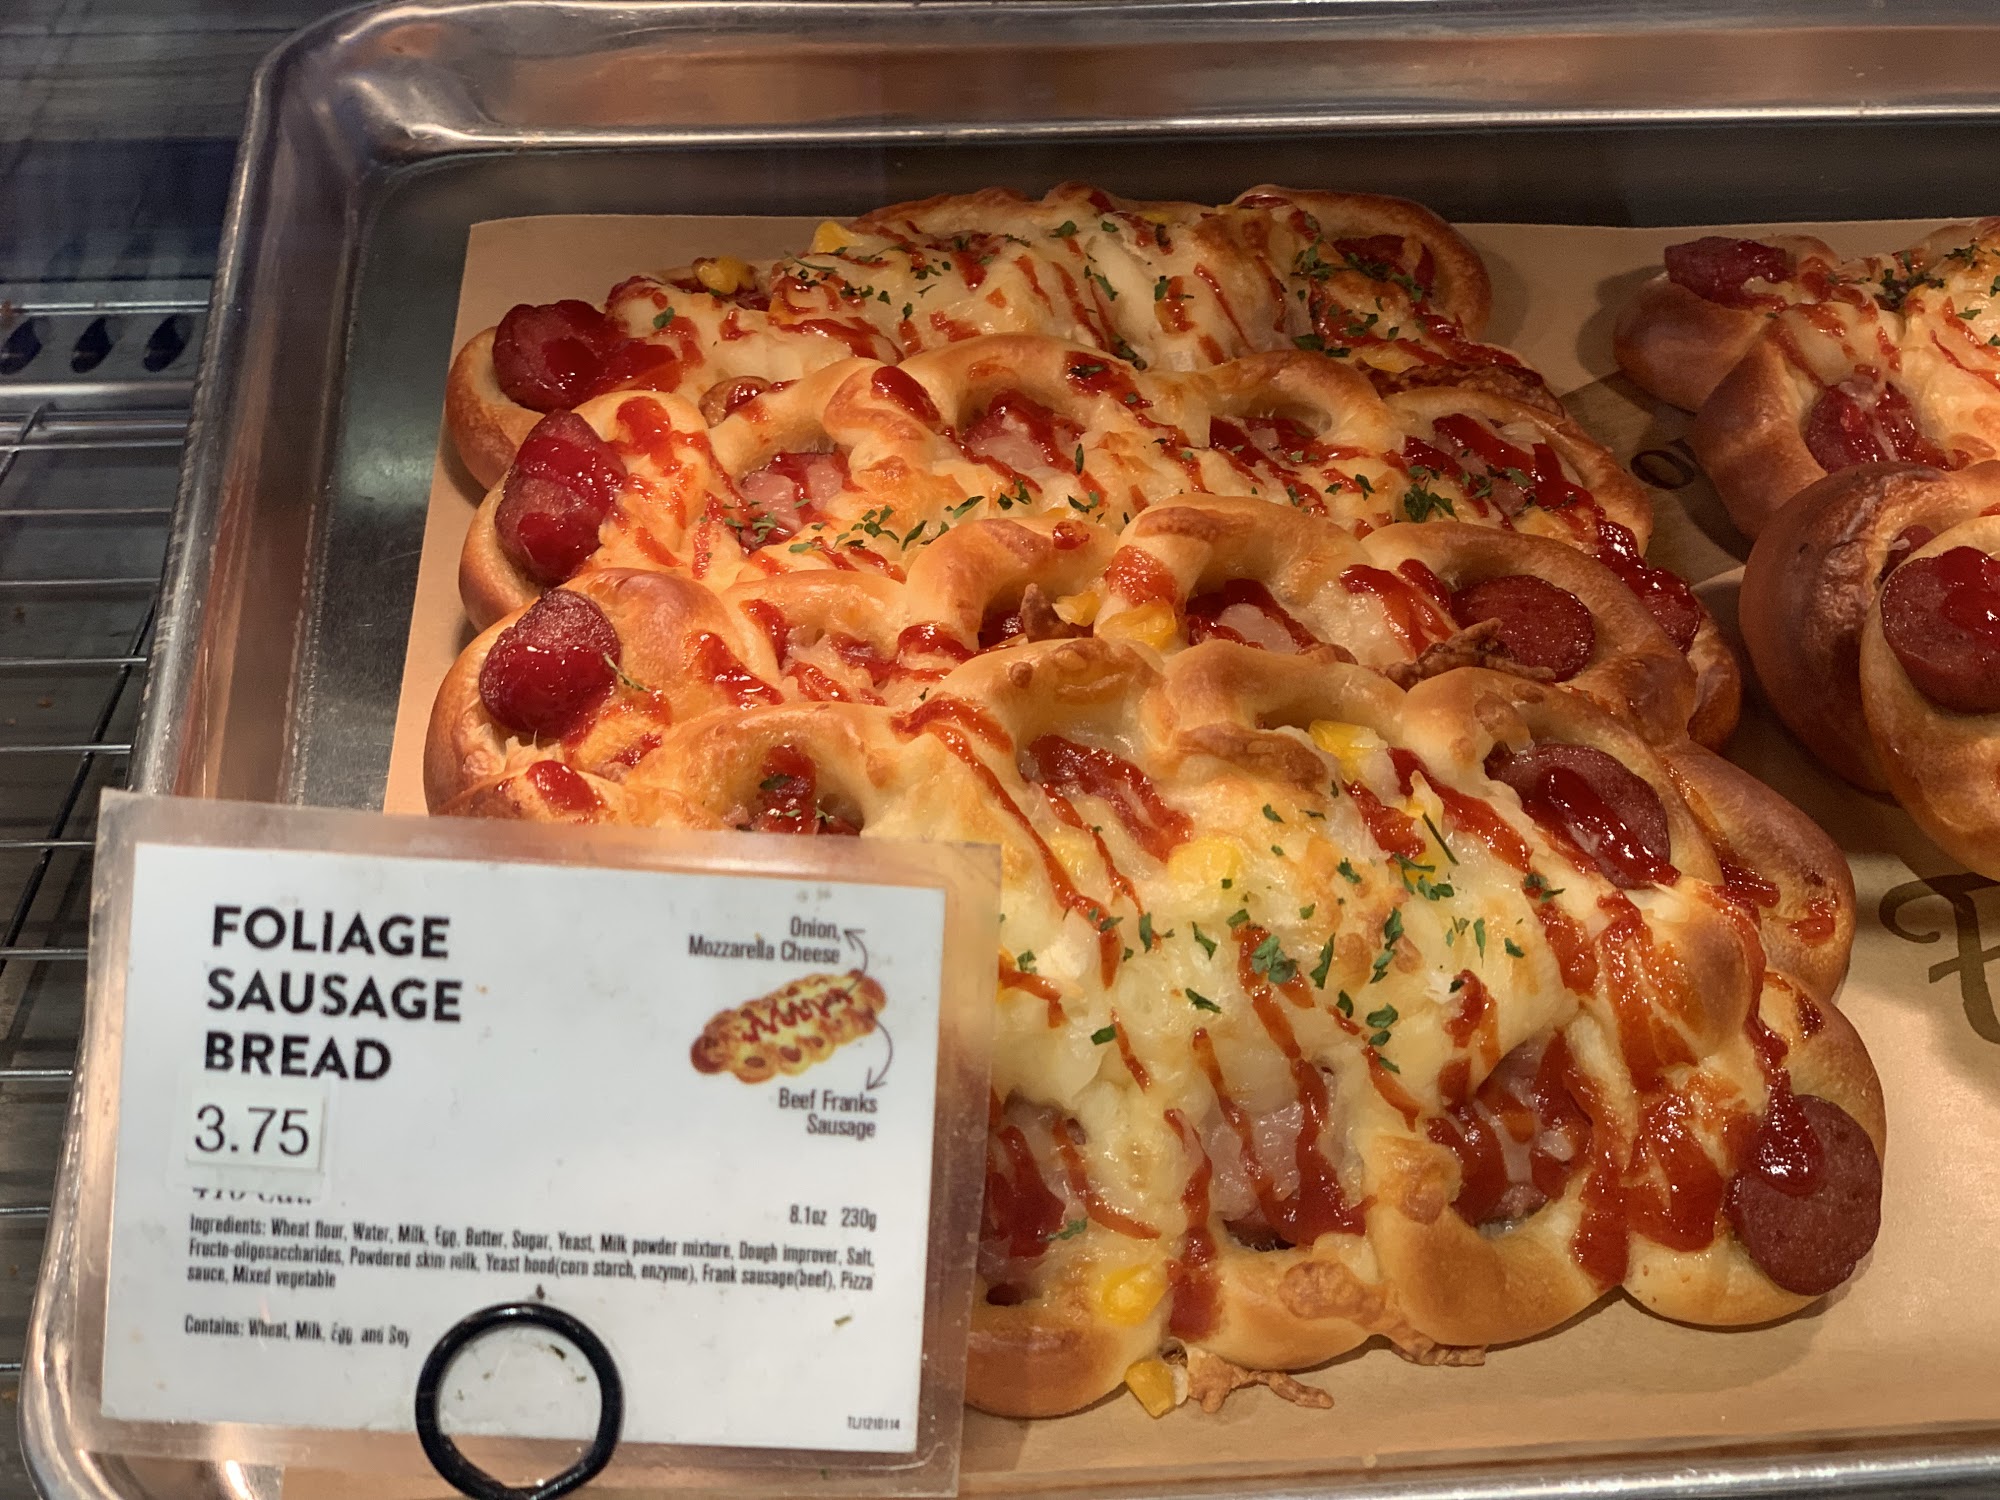 FOLIAGE
SAUSAGE
BREAD
3.75
Onion,
Mozzarella Cheese
Beef Franks
Sausage
8.1oz 230g
Ingredients: Wheat flour, Water, Milk, Egg, Butter, Sugar, Yeast, Milk powder mixture, Dough improver, Salt,
Fructo-oligosaccharides, Powdered skim milk, Yeast hood(corn starch, enzyme), Frank sausage(beef), Pizza
sauce, Mixed vegetable
Contains: Wheat, Milk, Egg, and Soy
TLJ1210114